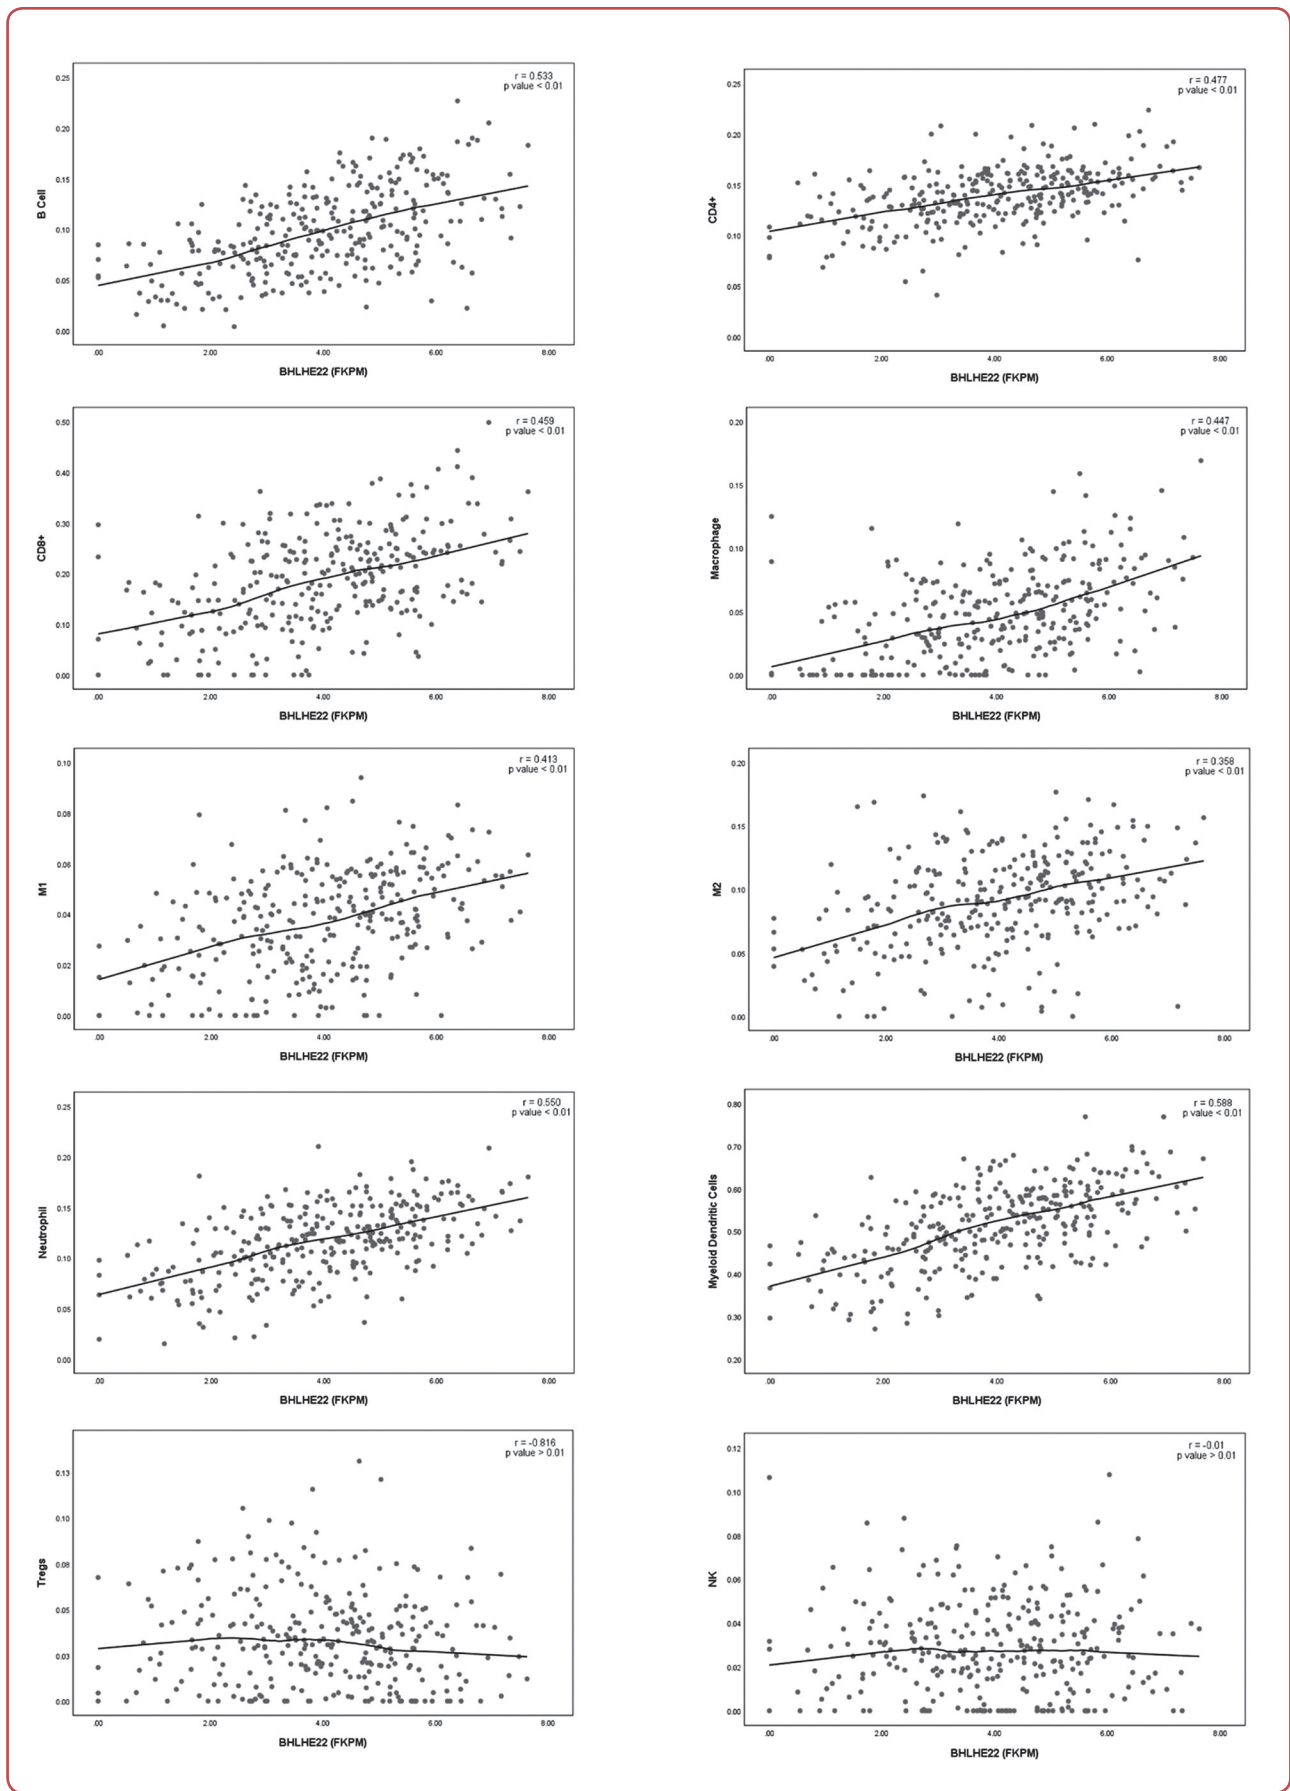 r = 0.533
p value < 0.01
B Cell
0.25
0.20
0.15
0.10
0.05
0.00
.00 2.00 4.00 6.00 8.00
BHLHE22 (FKPM)
r = 0.477
p value < 0.01
CD4+
0.25
0.20
0.15
0.10
0.05
0.00
.00 2.00 4.00 6.00 8.00
BHLHE22 (FKPM)
r = 0.459
p value < 0.01
CD8+
0.50
0.40
0.30
0.20
0.10
0.00
.00 2.00 4.00 6.00 8.00
BHLHE22 (FKPM)
r = 0.447
p value < 0.01
Macrophage
0.20
0.15
0.10
0.05
0.00
.00 2.00 4.00 6.00 8.00
BHLHE22 (FKPM)
r = 0.413
p value < 0.01
M1
0.10
0.08
0.06
0.04
0.02
0.00
.00 2.00 4.00 6.00 8.00
BHLHE22 (FKPM)
r = 0.358
p value < 0.01
M2
0.20
0.15
0.10
0.05
0.00
.00 2.00 4.00 6.00 8.00
BHLHE22 (FKPM)
r = 0.550
p value < 0.01
Neutrophil
0.25
0.20
0.15
0.10
0.05
0.00
.00 2.00 4.00 6.00 8.00
BHLHE22 (FKPM)
r = 0.588
p value < 0.01
Myeloid Dendritic Cells
0.80
0.70
0.60
0.50
0.40
0.30
0.20
.00 2.00 4.00 6.00 8.00
BHLHE22 (FKPM)
r = -0.816
p value > 0.01
Tregs
0.13
0.10
0.08
0.05
0.03
0.00
.00 2.00 4.00 6.00 8.00
BHLHE22 (FKPM)
r = -0.01
p value > 0.01
NK
0.12
0.10
0.08
0.06
0.04
0.02
0.00
.00 2.00 4.00 6.00 8.00
BHLHE22 (FKPM)